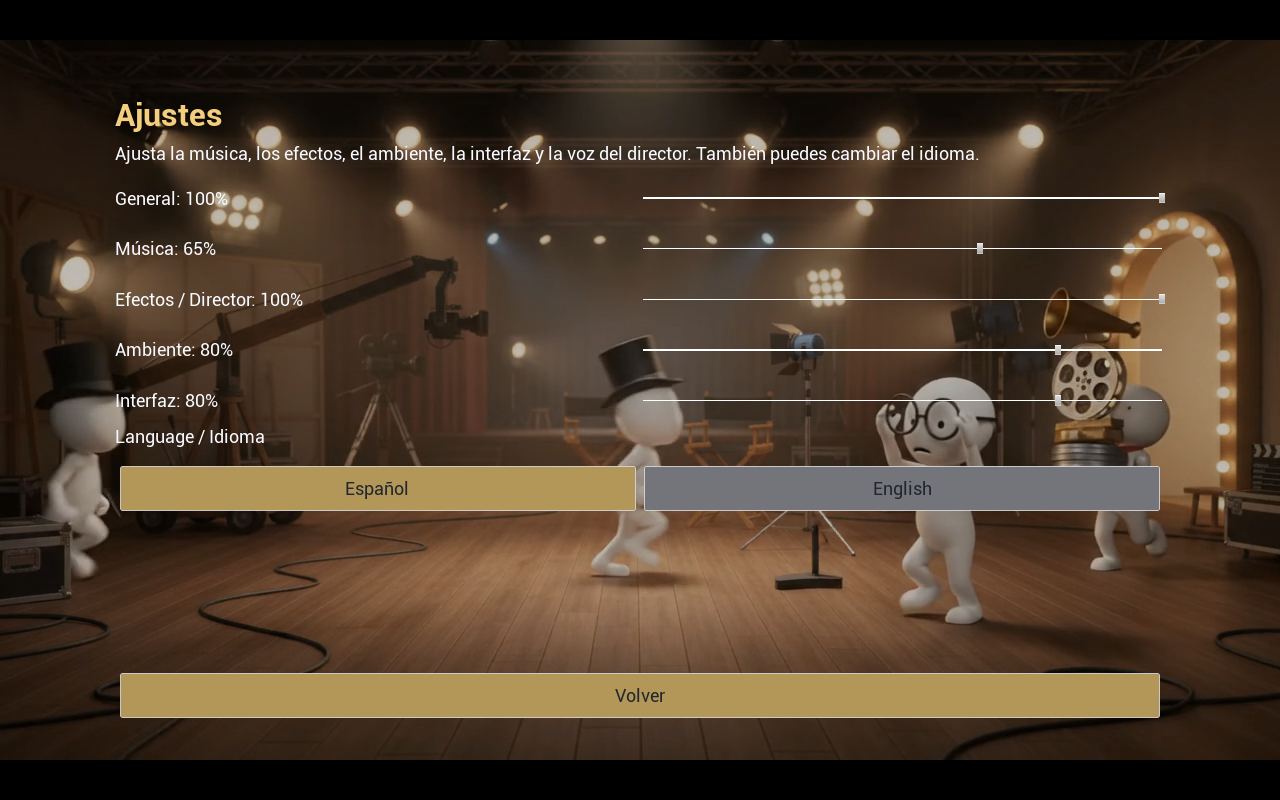 Ajustes
Ajusta la música, los efectos, el ambiente, la interfaz y la voz del director. También puedes cambiar el idioma.
General: 100%
Música: 65%
Efectos / Director: 100%
Ambiente: 80%
Interfaz: 80%
Language / Idioma
Español
English
Volver